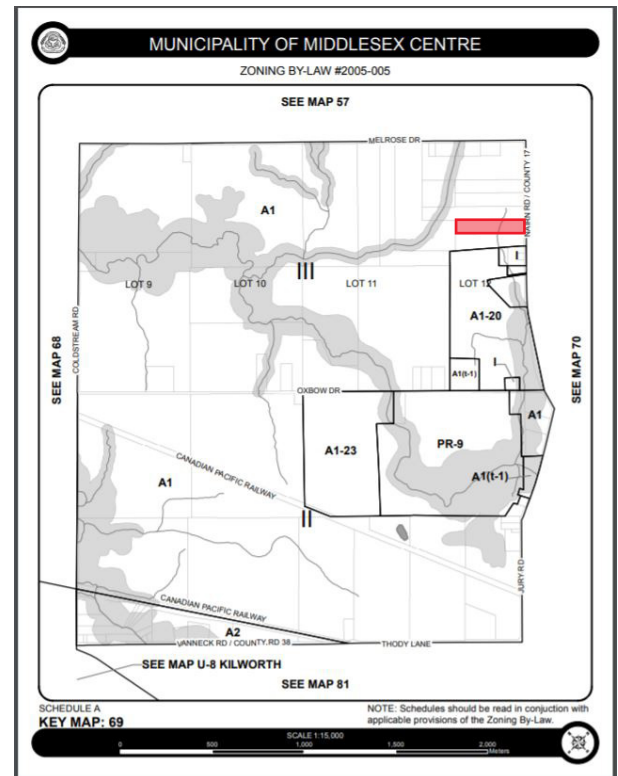 MUNICIPALITY OF MIDDLESEX CENTRE
ZONING BY-LAW #2005-005
SEE MAP 57
MELROSE DR
NAIRN RD / COUNTY 17
A1
I
III
LOT 9
LOT 10
LOT 11
LOT 12
A1-20
COLDSTREAM RD
SEE MAP 68
SEE MAP 70
A1(t-1)
I
OXBOW DR
A1
PR-9
A1-23
CANADIAN PACIFIC RAILWAY
A1
A1(t-1)
II
JURY RD
CANADIAN PACIFIC RAILWAY
A2
VANNECK RD / COUNTY RD 38
THODY LANE
SEE MAP U-8 KILWORTH
SEE MAP 81
SCHEDULE A
KEY MAP: 69
NOTE: Schedules should be read in conjuction with
applicable provisions of the Zoning By-Law.
SCALE 1:15,000
0 500 1,000 1,500 2,000
Meters